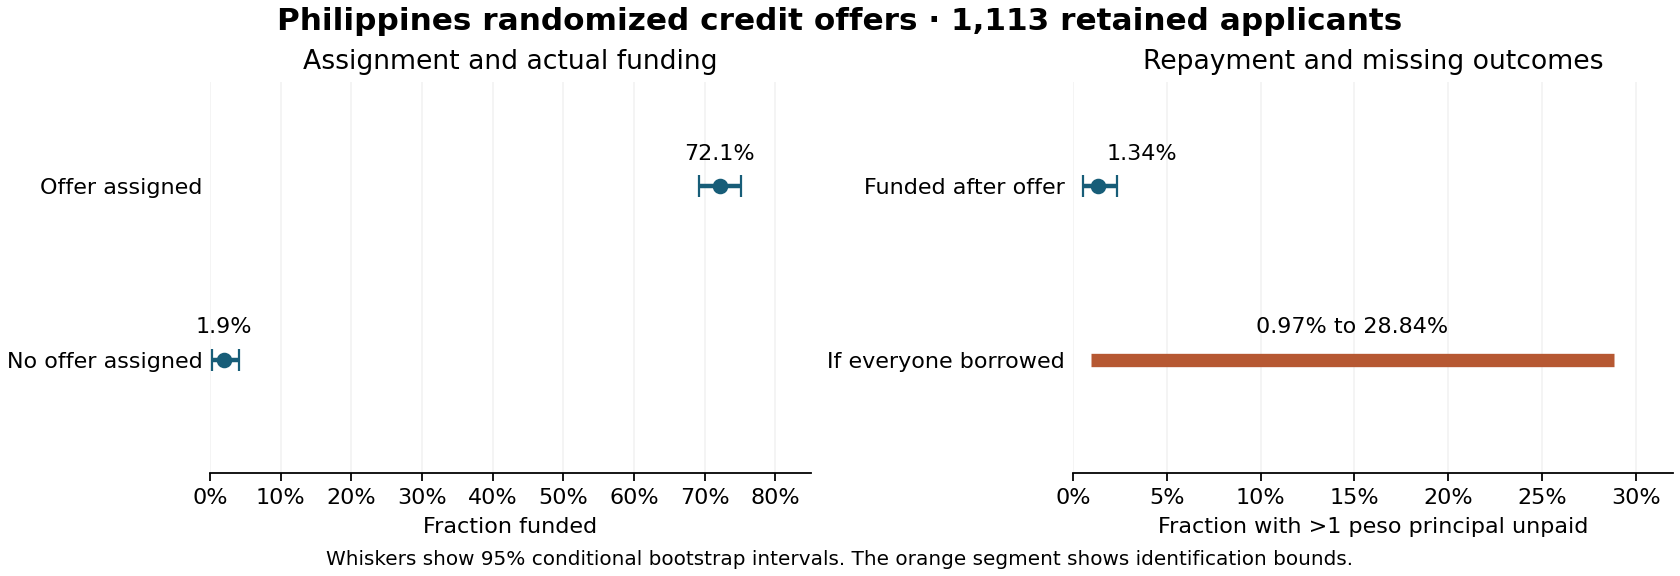 Philippines randomized credit offers · 1,113 retained applicants
Assignment and actual funding
72.1%
Offer assigned
1.9%
No offer assigned
0% 10% 20% 30% 40% 50% 60% 70% 80%
Fraction funded
Repayment and missing outcomes
1.34%
Funded after offer
0.97% to 28.84%
If everyone borrowed
0% 5% 10% 15% 20% 25% 30%
Fraction with >1 peso principal unpaid
Whiskers show 95% conditional bootstrap intervals. The orange segment shows identification bounds.